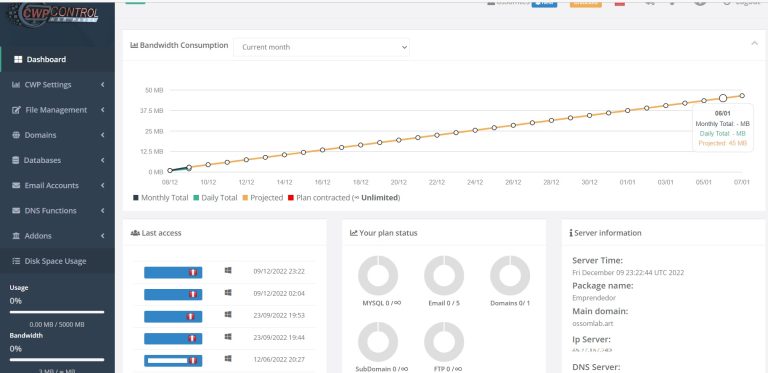 CWPCONTROL
WEB PANEL
Logout
Dashboard
CWP Settings
File Management
Domains
Databases
Email Accounts
DNS Functions
Addons
Disk Space Usage
Usage
0%
0.00 MB / 5000 MB
Bandwidth
0%
3 MB / ∞ MB
Bandwidth Consumption
Current month
50 MB
37.5 MB
25 MB
12.5 MB
0 MB
08/12
10/12
12/12
14/12
16/12
18/12
20/12
22/12
24/12
26/12
28/12
30/12
01/01
03/01
05/01
07/01
06/01
Monthly Total: - MB
Daily Total: - MB
Projected: 45 MB
Monthly Total
Daily Total
Projected
Plan contracted (∞ Unlimited)
Last access
09/12/2022 23:22
09/12/2022 02:04
23/09/2022 19:53
23/09/2022 19:44
12/06/2022 20:27
Your plan status
MYSQL 0 / ∞
Email 0 / 5
Domains 0/ 1
SubDomain 0 / ∞
FTP 0 / ∞
Server information
Server Time:
Fri December 09 23:22:44 UTC 2022
Package name:
Emprendedor
Main domain:
ossomlab.art
Ip Server:
DNS Server: